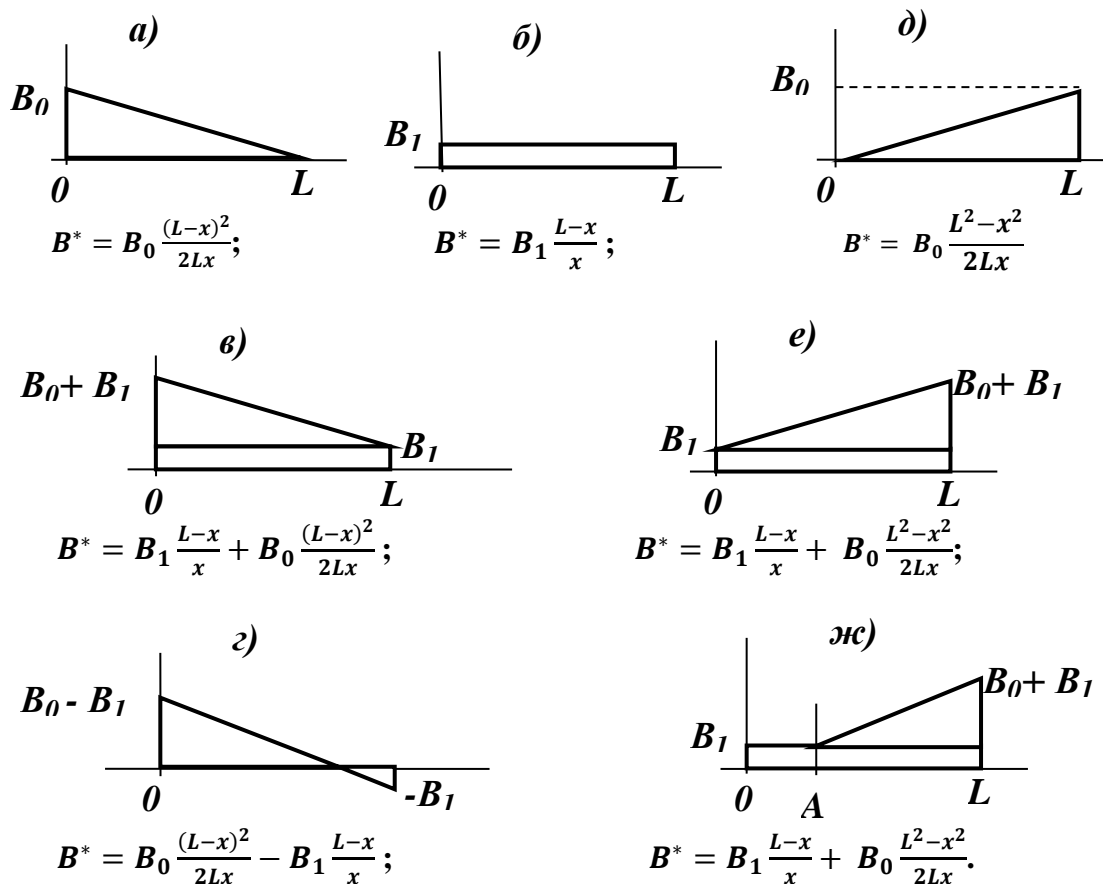 а) б) д)
B₀ B₁ B₀
0 L 0 L 0 L
B* = B₀ (L−x)²/2Lx; B* = B₁ L−x/x ; B* = B₀ L²−x²/2Lx
в) е)
B₀+ B₁ B₁ B₁ B₀+ B₁
0 L 0 L
B* = B₁ L−x/x + B₀ (L−x)²/2Lx ; B* = B₁ L−x/x + B₀ L²−x²/2Lx;
г) ж)
B₀ - B₁ -B₁ B₁ B₀+ B₁
0 0 A L
B* = B₀ (L−x)²/2Lx − B₁ L−x/x ; B* = B₁ L−x/x + B₀ L²−x²/2Lx.